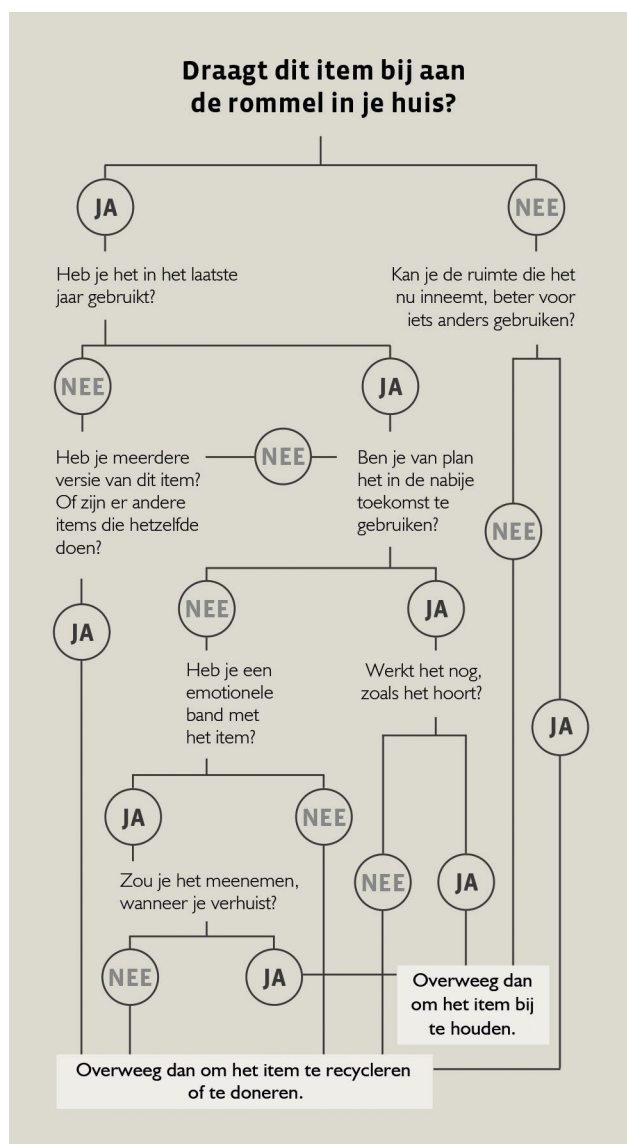 Draagt dit item bij aan
de rommel in je huis?
JA
NEE
Heb je het in het laatste
jaar gebruikt?
Kan je de ruimte die het
nu inneemt, beter voor
iets anders gebruiken?
NEE
JA
Heb je meerdere
versie van dit item?
Of zijn er andere
items die hetzelfde
doen?
NEE
Ben je van plan
het in de nabije
toekomst te
gebruiken?
NEE
JA
NEE
JA
Heb je een
emotionele
band met
het item?
Werkt het nog,
zoals het hoort?
JA
JA
NEE
NEE
JA
Zou je het meenemen,
wanneer je verhuist?
NEE
JA
Overweeg dan
om het item bij
te houden.
Overweeg dan om het item te recycleren
of te doneren.